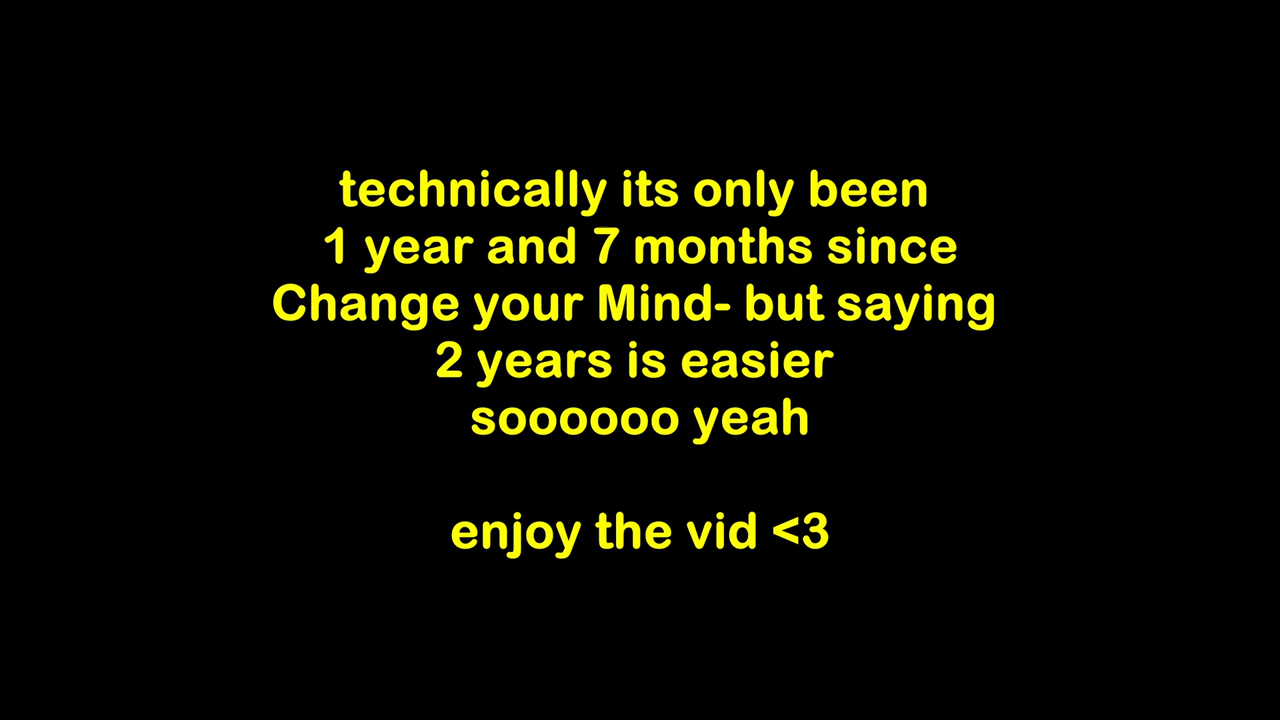 technically its only been
1 year and 7 months since
Change your Mind- but saying
2 years is easier
soooooo yeah
enjoy the vid <3